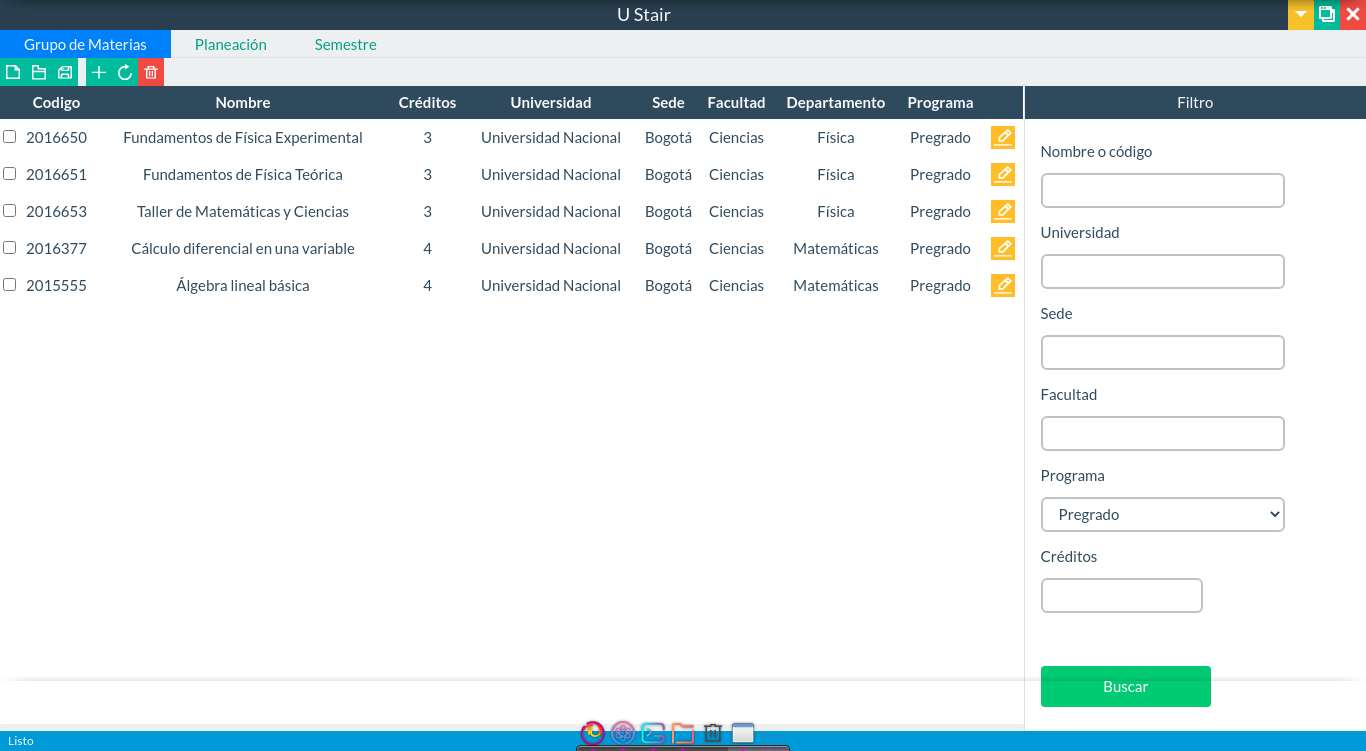 U Stair
Grupo de Materias Planeación Semestre
Codigo Nombre Créditos Universidad Sede Facultad Departamento Programa
2016650 Fundamentos de Física Experimental 3 Universidad Nacional Bogotá Ciencias Física Pregrado
2016651 Fundamentos de Física Teórica 3 Universidad Nacional Bogotá Ciencias Física Pregrado
2016653 Taller de Matemáticas y Ciencias 3 Universidad Nacional Bogotá Ciencias Física Pregrado
2016377 Cálculo diferencial en una variable 4 Universidad Nacional Bogotá Ciencias Matemáticas Pregrado
2015555 Álgebra lineal básica 4 Universidad Nacional Bogotá Ciencias Matemáticas Pregrado
Filtro
Nombre o código
Universidad
Sede
Facultad
Programa
Pregrado
Créditos
Buscar
Listo